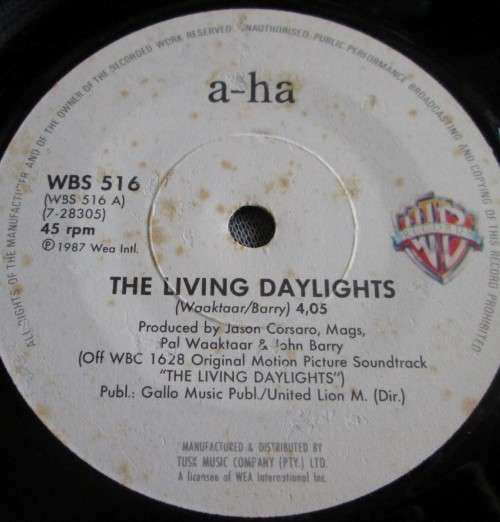 ALL RIGHTS OF THE MANUFACTURER AND OF THE OWNER OF THE RECORDED WORK RESERVED. UNAUTHORISED PUBLIC PERFORMANCE BROADCASTING AND COPYING OF THE RECORD
a-ha
WBS 516
(WBS 516 A)
(7-28305)
45 rpm
℗ 1987 Wea Intl.
THE LIVING DAYLIGHTS
(Waaktaar/Barry) 4,05
Produced by Jason Corsaro, Mags,
Pal Waaktaar & John Barry
(Off WBC 1628 Original Motion Picture Soundtrack
"THE LIVING DAYLIGHTS")
Publ.: Gallo Music Publ./United Lion M. (Dir.)
MANUFACTURED & DISTRIBUTED BY
TUSK MUSIC COMPANY (PTY.) LTD.
A licensee of WEA International Inc.